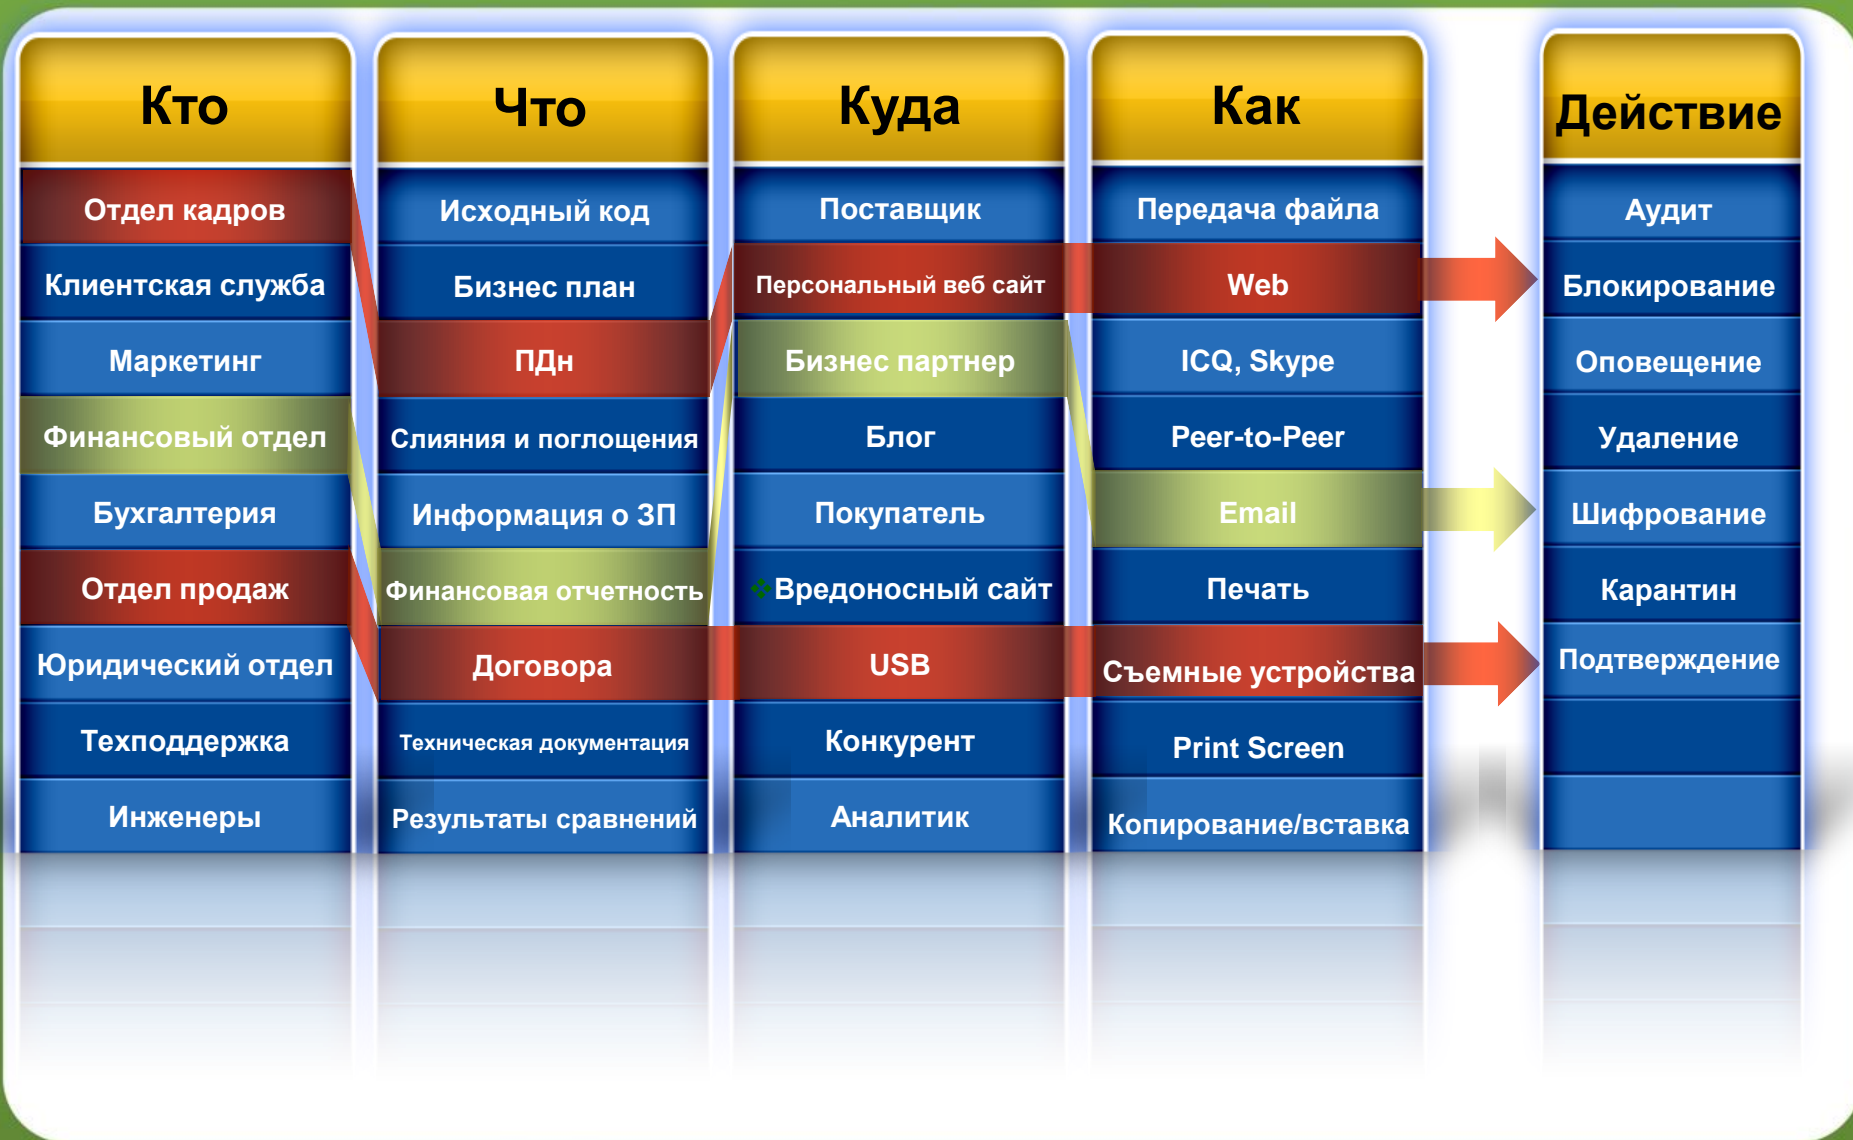 Кто
Что
Куда
Как
Действие
Отдел кадров
Исходный код
Поставщик
Передача файла
Аудит
Клиентская служба
Бизнес план
Персональный веб сайт
Web
Блокирование
Маркетинг
ПДн
Бизнес партнер
ICQ, Skype
Оповещение
Финансовый отдел
Слияния и поглощения
Блог
Peer-to-Peer
Удаление
Бухгалтерия
Информация о ЗП
Покупатель
Email
Шифрование
Отдел продаж
Финансовая отчетность
❖Вредоносный сайт
Печать
Карантин
Юридический отдел
Договора
USB
Съемные устройства
Подтверждение
Техподдержка
Техническая документация
Конкурент
Print Screen
Инженеры
Результаты сравнений
Аналитик
Копирование/вставка